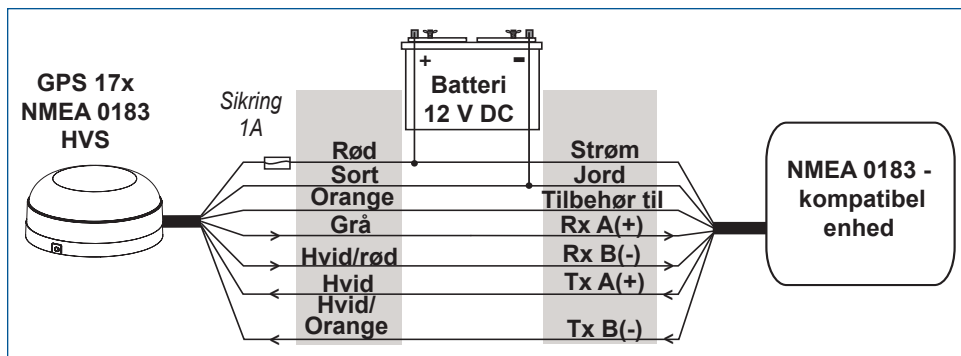 GPS 17x
NMEA 0183
HVS
Sikring
1A
+
-
Batteri
12 V DC
Rød
Strøm
Sort
Jord
Orange
Tilbehør til
Grå
Rx A(+)
Hvid/rød
Rx B(-)
Hvid
Tx A(+)
Hvid/
Orange
Tx B(-)
NMEA 0183 -
kompatibel
enhed